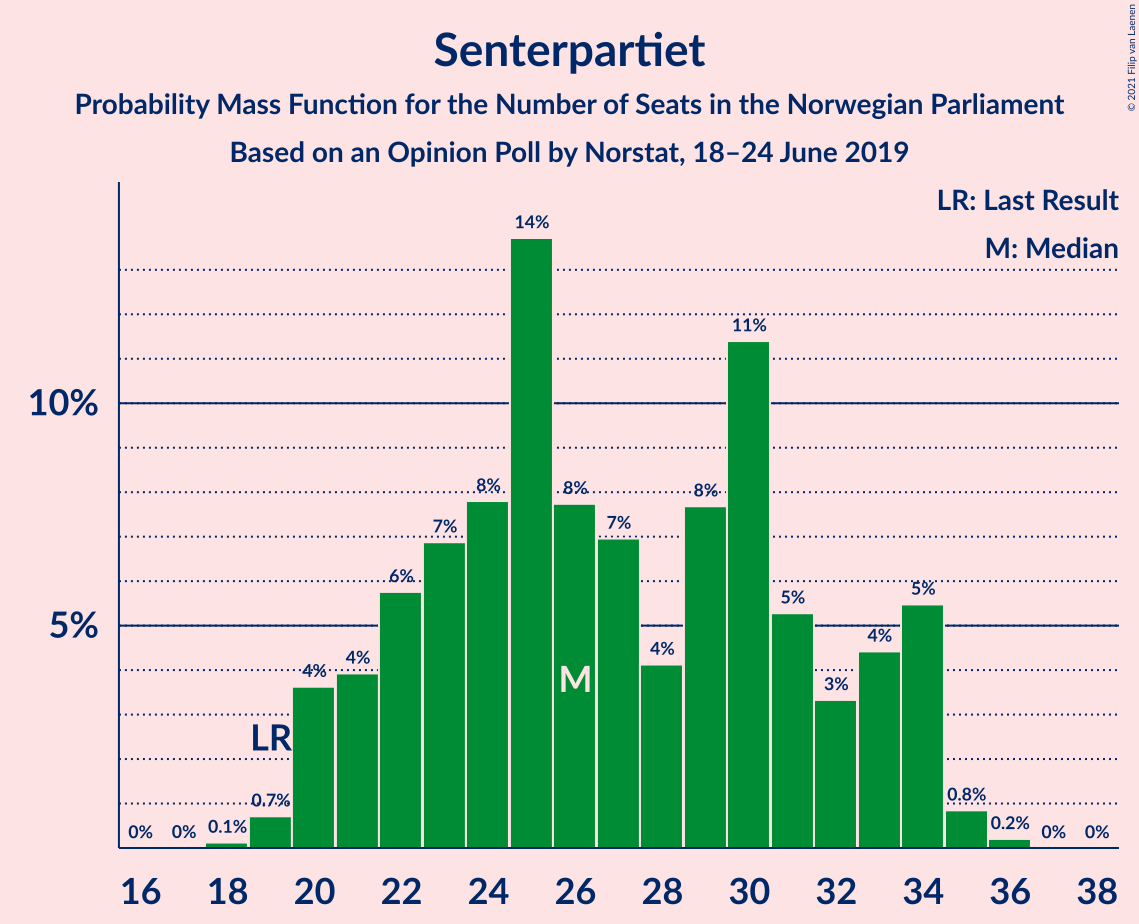 © 2021 Filip van Laenen
Senterpartiet
Probability Mass Function for the Number of Seats in the Norwegian Parliament
Based on an Opinion Poll by Norstat, 18–24 June 2019
LR: Last Result
M: Median
14%
11%
10%
8%
8%
8%
7%
7%
6%
5%
5%
5%
4%
4%
4%
4%
3%
M
LR
0.7%
0.8%
0%
0%
0.1%
0.2%
0%
0%
16 18 20 22 24 26 28 30 32 34 36 38